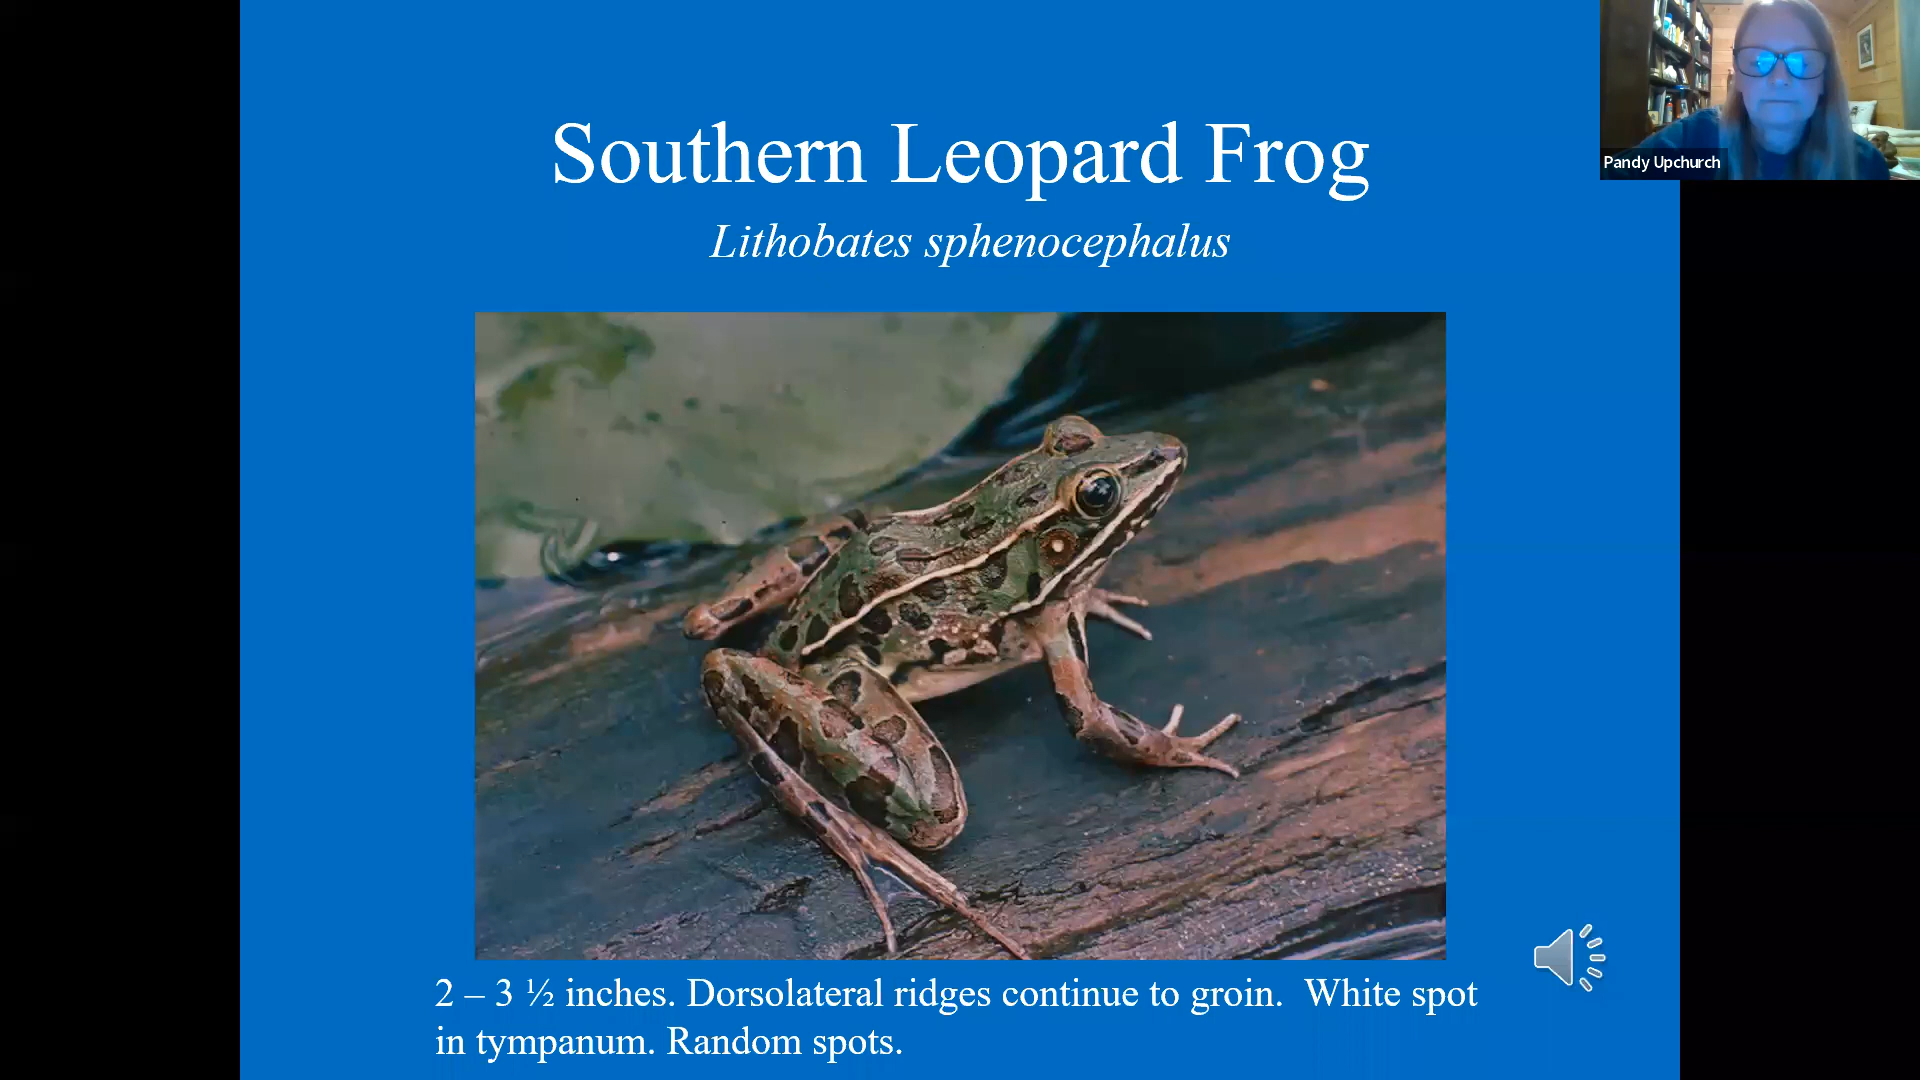 Southern Leopard Frog
Lithobates sphenocephalus
Pandy Upchurch
2 – 3 ½ inches. Dorsolateral ridges continue to groin.  White spot
in tympanum. Random spots.